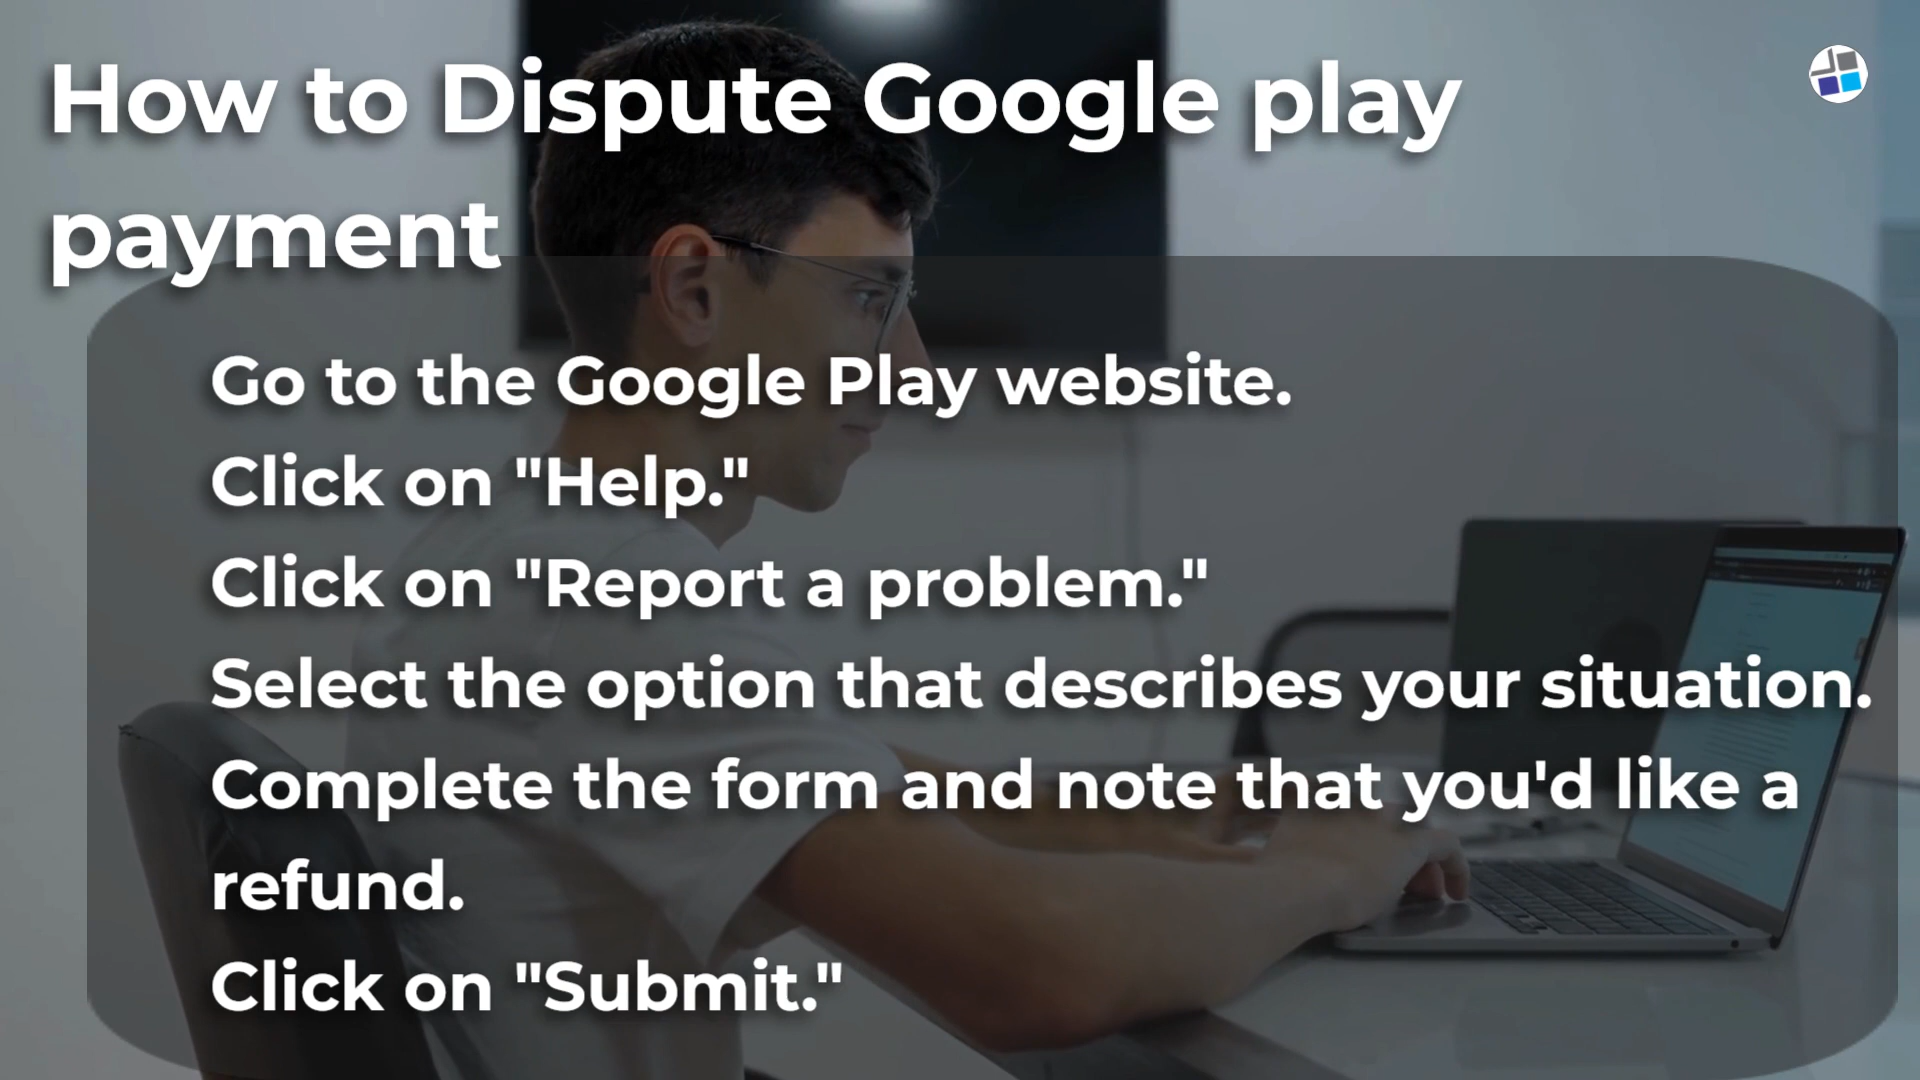 How to Dispute Google play
payment
Go to the Google Play website.
Click on "Help."
Click on "Report a problem."
Select the option that describes your situation.
Complete the form and note that you'd like a
refund.
Click on "Submit."